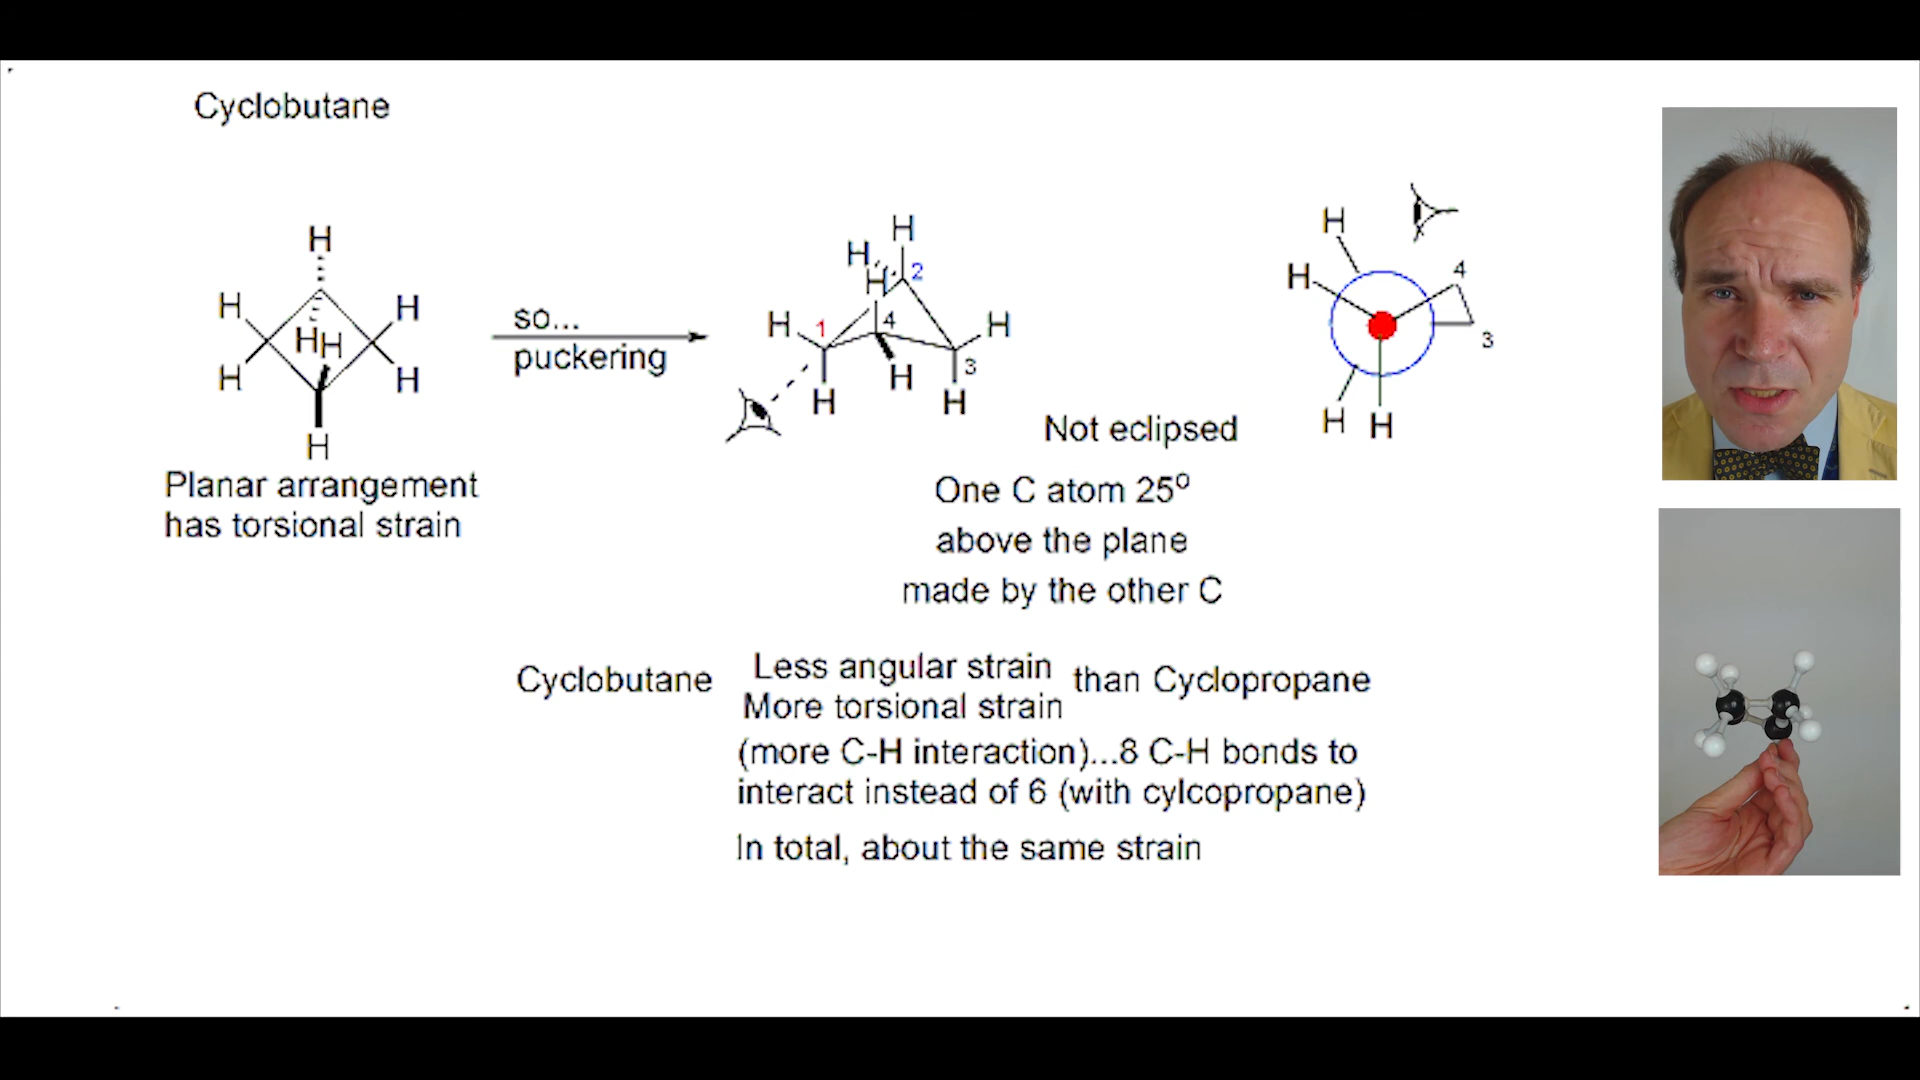 Cyclobutane
H
H H
H H
H H
H
so...
puckering
Planar arrangement
has torsional strain
H
H
H
2
H 1 4 H
3
H H H
Not eclipsed
H
H
4
3
H H
One C atom 25º
above the plane
made by the other C
Cyclobutane Less angular strain than Cyclopropane
More torsional strain
(more C-H interaction)...8 C-H bonds to
interact instead of 6 (with cylcopropane)
In total, about the same strain